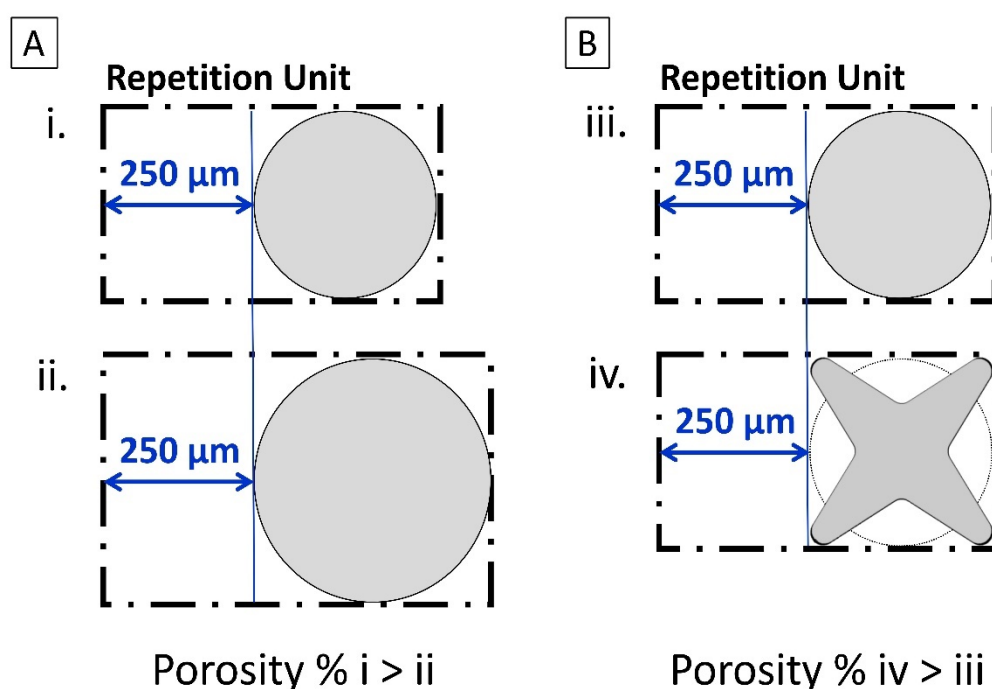 A
Repetition Unit
i.
250 µm
ii.
250 µm
Porosity % i > ii
B
Repetition Unit
iii.
250 µm
iv.
250 µm
Porosity % iv > iii